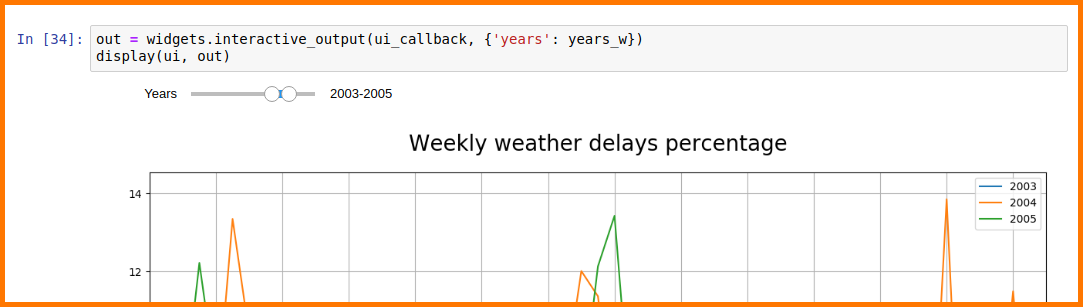 In [34]: out = widgets.interactive_output(ui_callback, {'years': years_w})
display(ui, out)
Years 2003-2005
Weekly weather delays percentage
14
2003
2004
2005
12